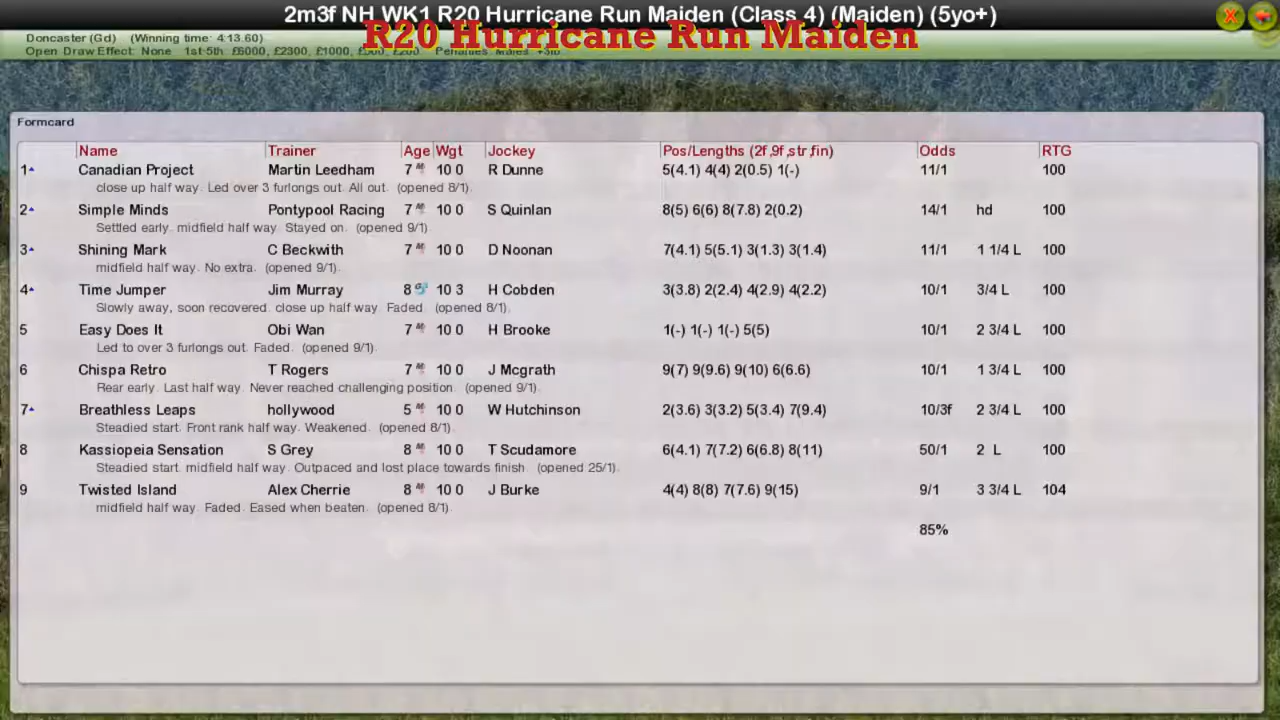 2m3f NH WK1 R20 Hurricane Run Maiden (Class 4) (Maiden) (5yo+)
R20 Hurricane Run Maiden
Doncaster (Gd) (Winning time: 4:13.60)
Open Draw Effect: None 1st-5th: £6000, £2300, £1000, £500, £200. Penalties: Males +3lb
Formcard
Name Trainer Age Wgt Jockey Pos/Lengths (2f,9f,str,fin) Odds RTG
1 Canadian Project Martin Leedham 7 10 0 R Dunne 5(4.1) 4(4) 2(0.5) 1(-) 11/1 100
close up half way. Led over 3 furlongs out. All out. (opened 8/1).
2 Simple Minds Pontypool Racing 7 10 0 S Quinlan 8(5) 6(6) 8(7.8) 2(0.2) 14/1 hd 100
Settled early. midfield half way. Stayed on. (opened 9/1).
3 Shining Mark C Beckwith 7 10 0 D Noonan 7(4.1) 5(5.1) 3(1.3) 3(1.4) 11/1 1 1/4 L 100
midfield half way. No extra. (opened 9/1).
4 Time Jumper Jim Murray 8 10 3 H Cobden 3(3.8) 2(2.4) 4(2.9) 4(2.2) 10/1 3/4 L 100
Slowly away, soon recovered. close up half way. Faded. (opened 8/1).
5 Easy Does It Obi Wan 7 10 0 H Brooke 1(-) 1(-) 1(-) 5(5) 10/1 2 3/4 L 100
Led to over 3 furlongs out. Faded. (opened 9/1).
6 Chispa Retro T Rogers 7 10 0 J Mcgrath 9(7) 9(9.6) 9(10) 6(6.6) 10/1 1 3/4 L 100
Rear early. Last half way. Never reached challenging position. (opened 9/1).
7 Breathless Leaps hollywood 5 10 0 W Hutchinson 2(3.6) 3(3.2) 5(3.4) 7(9.4) 10/3f 2 3/4 L 100
Steadied start. Front rank half way. Weakened. (opened 8/1).
8 Kassiopeia Sensation S Grey 8 10 0 T Scudamore 6(4.1) 7(7.2) 6(6.8) 8(11) 50/1 2 L 100
Steadied start. midfield half way. Outpaced and lost place towards finish. (opened 25/1).
9 Twisted Island Alex Cherrie 8 10 0 J Burke 4(4) 8(8) 7(7.6) 9(15) 9/1 3 3/4 L 104
midfield half way. Faded. Eased when beaten. (opened 8/1).
85%